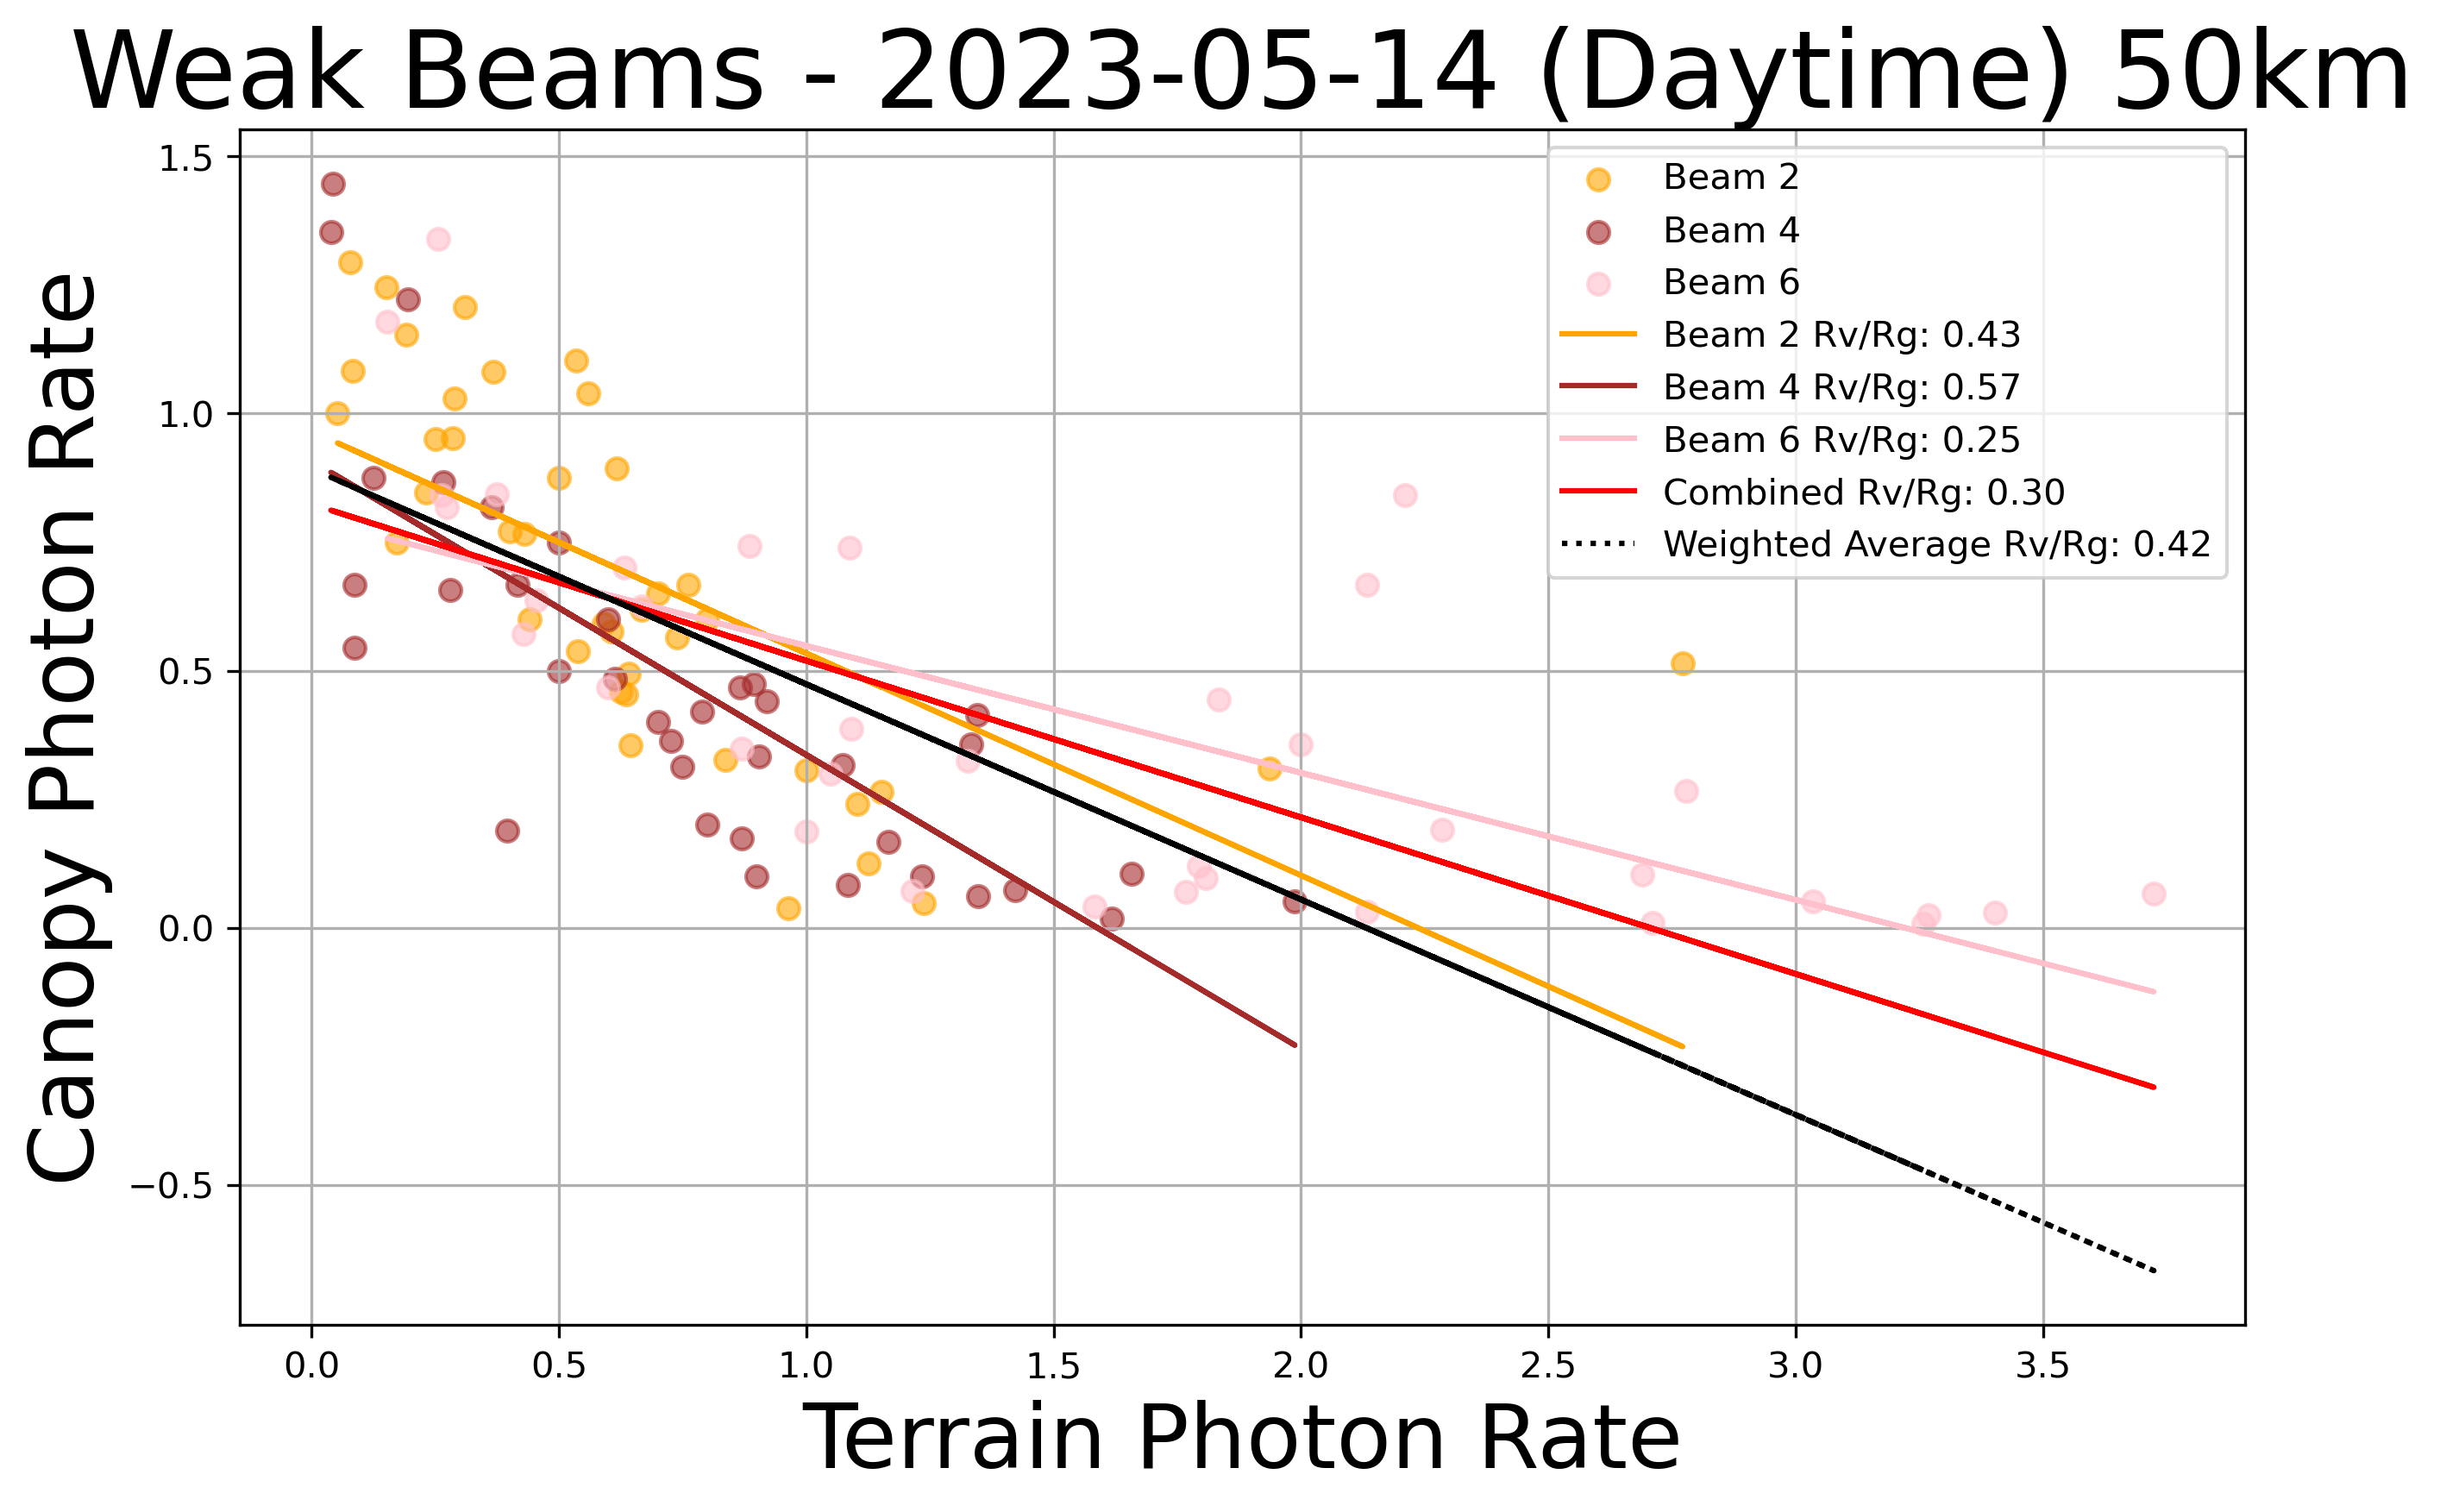 Weak Beams - 2023-05-14 (Daytime) 50km
Canopy Photon Rate
1.5
1.0
0.5
0.0
−0.5
Beam 2
Beam 4
Beam 6
Beam 2 Rv/Rg: 0.43
Beam 4 Rv/Rg: 0.57
Beam 6 Rv/Rg: 0.25
Combined Rv/Rg: 0.30
Weighted Average Rv/Rg: 0.42
0.0 0.5 1.0 1.5 2.0 2.5 3.0 3.5
Terrain Photon Rate